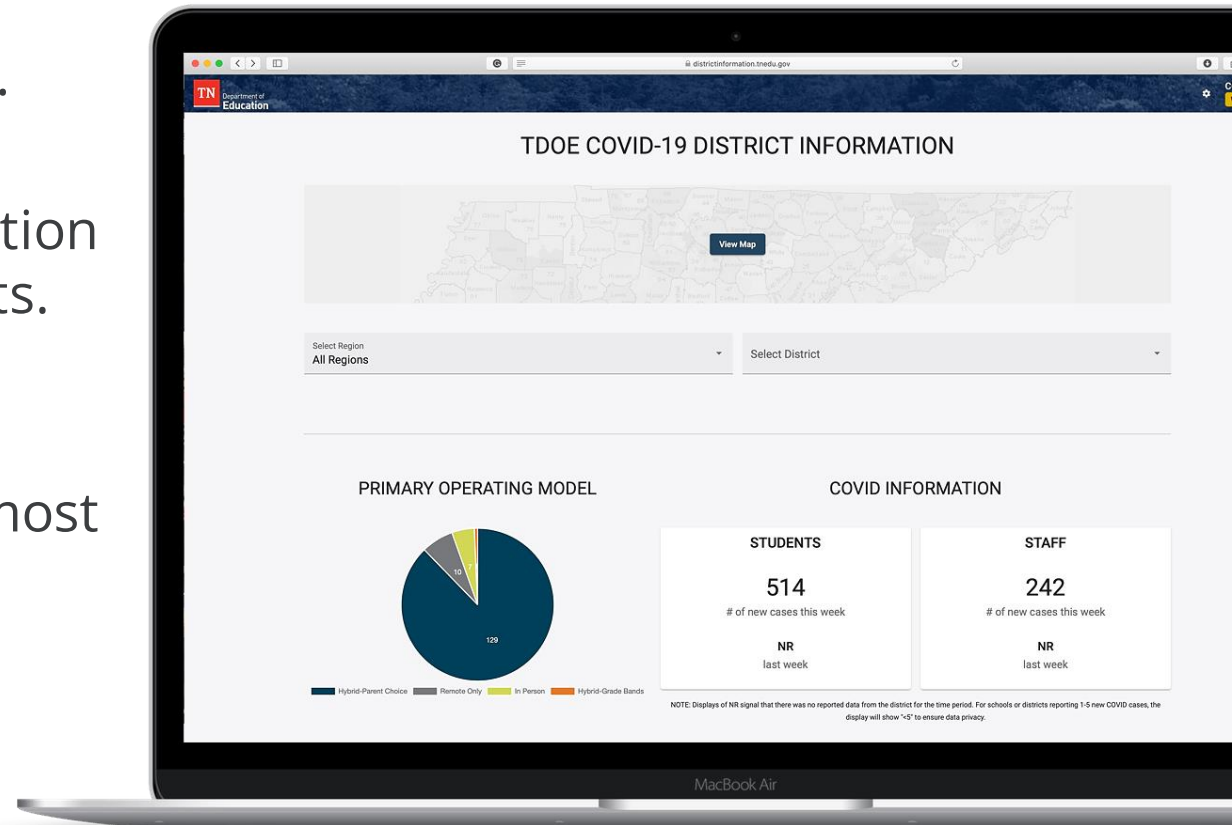 .
tion
ts.
most
districtinformation.tnedu.gov
TN Department of
Education
TDOE COVID-19 DISTRICT INFORMATION
View Map
Select Region
All Regions
Select District
PRIMARY OPERATING MODEL
COVID INFORMATION
10
7
129
Hybrid-Parent Choice Remote Only In Person Hybrid-Grade Bands
STUDENTS
514
# of new cases this week
NR
last week
STAFF
242
# of new cases this week
NR
last week
NOTE: Displays of NR signal that there was no reported data from the district for the time period. For schools or districts reporting 1-5 new COVID cases, the
display will show "<5" to ensure data privacy.
MacBook Air